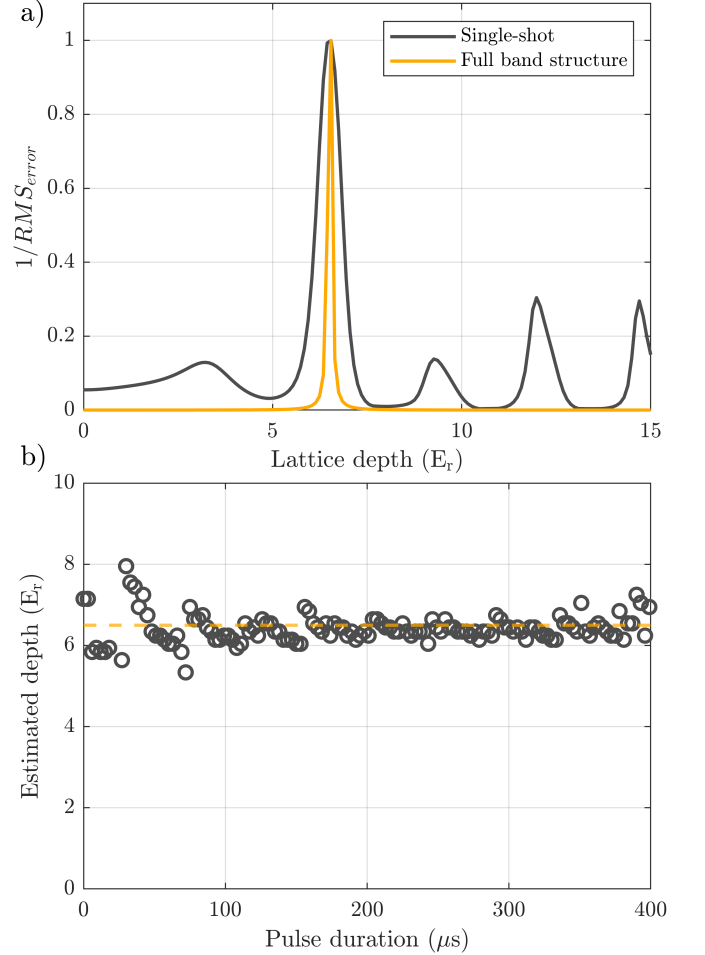 a)
1
0.8
0.6
0.4
0.2
0
1/RMS_error
Single-shot
Full band structure
0 5 10 15
Lattice depth (E_r)
b)
10
8
6
4
2
0
Estimated depth (E_r)
0 100 200 300 400
Pulse duration (μs)